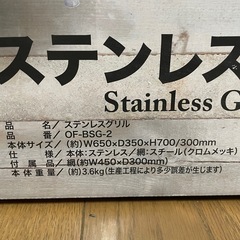 ステンレス
Stainless G
品 名 / ステンレスグリル
品 番 / OF-BSG-2
本体サイズ / (約)W650×D350×H700/300mm
仕 様 / 本体:ステンレス/網:スチール(クロムメッキ)
付 属 品 / 網(約W450×D300mm)
本体重量 / (約)3.6kg(生産工程により多少誤差が生じます)